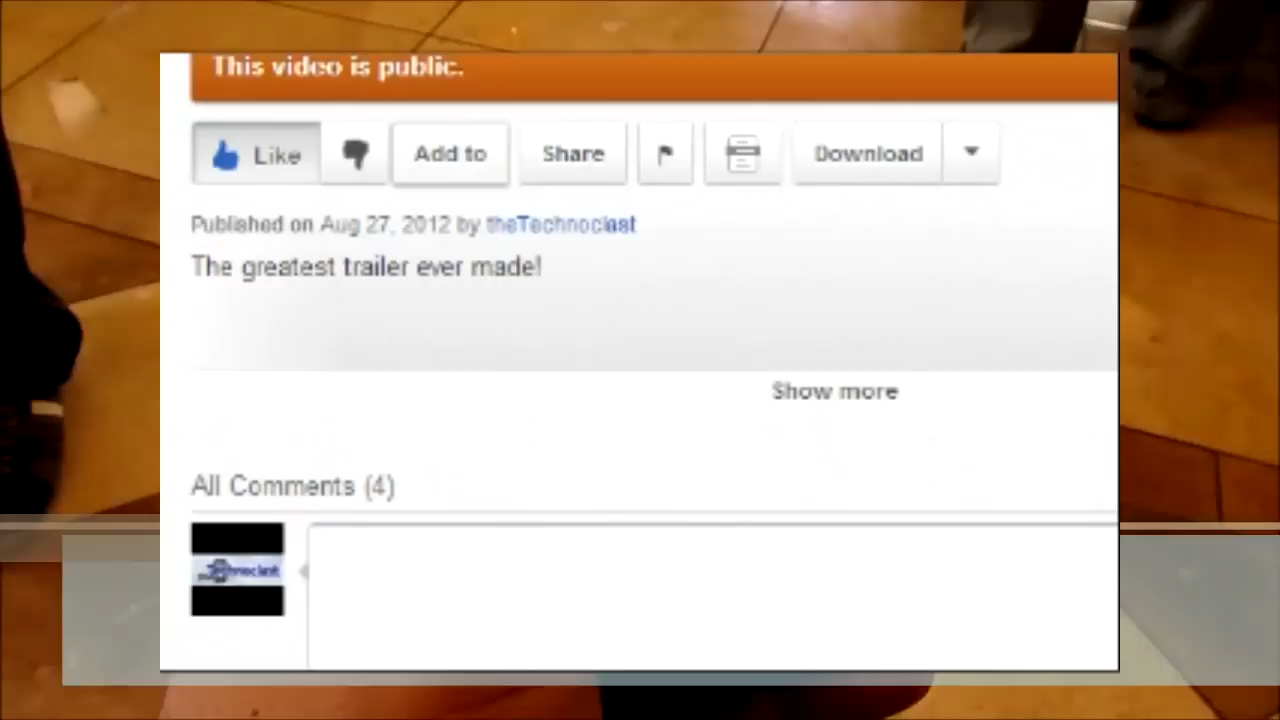 This video is public.
Like
Add to
Share
Download
Published on Aug 27, 2012 by theTechnoclast
The greatest trailer ever made!
Show more
All Comments (4)
Technoclast